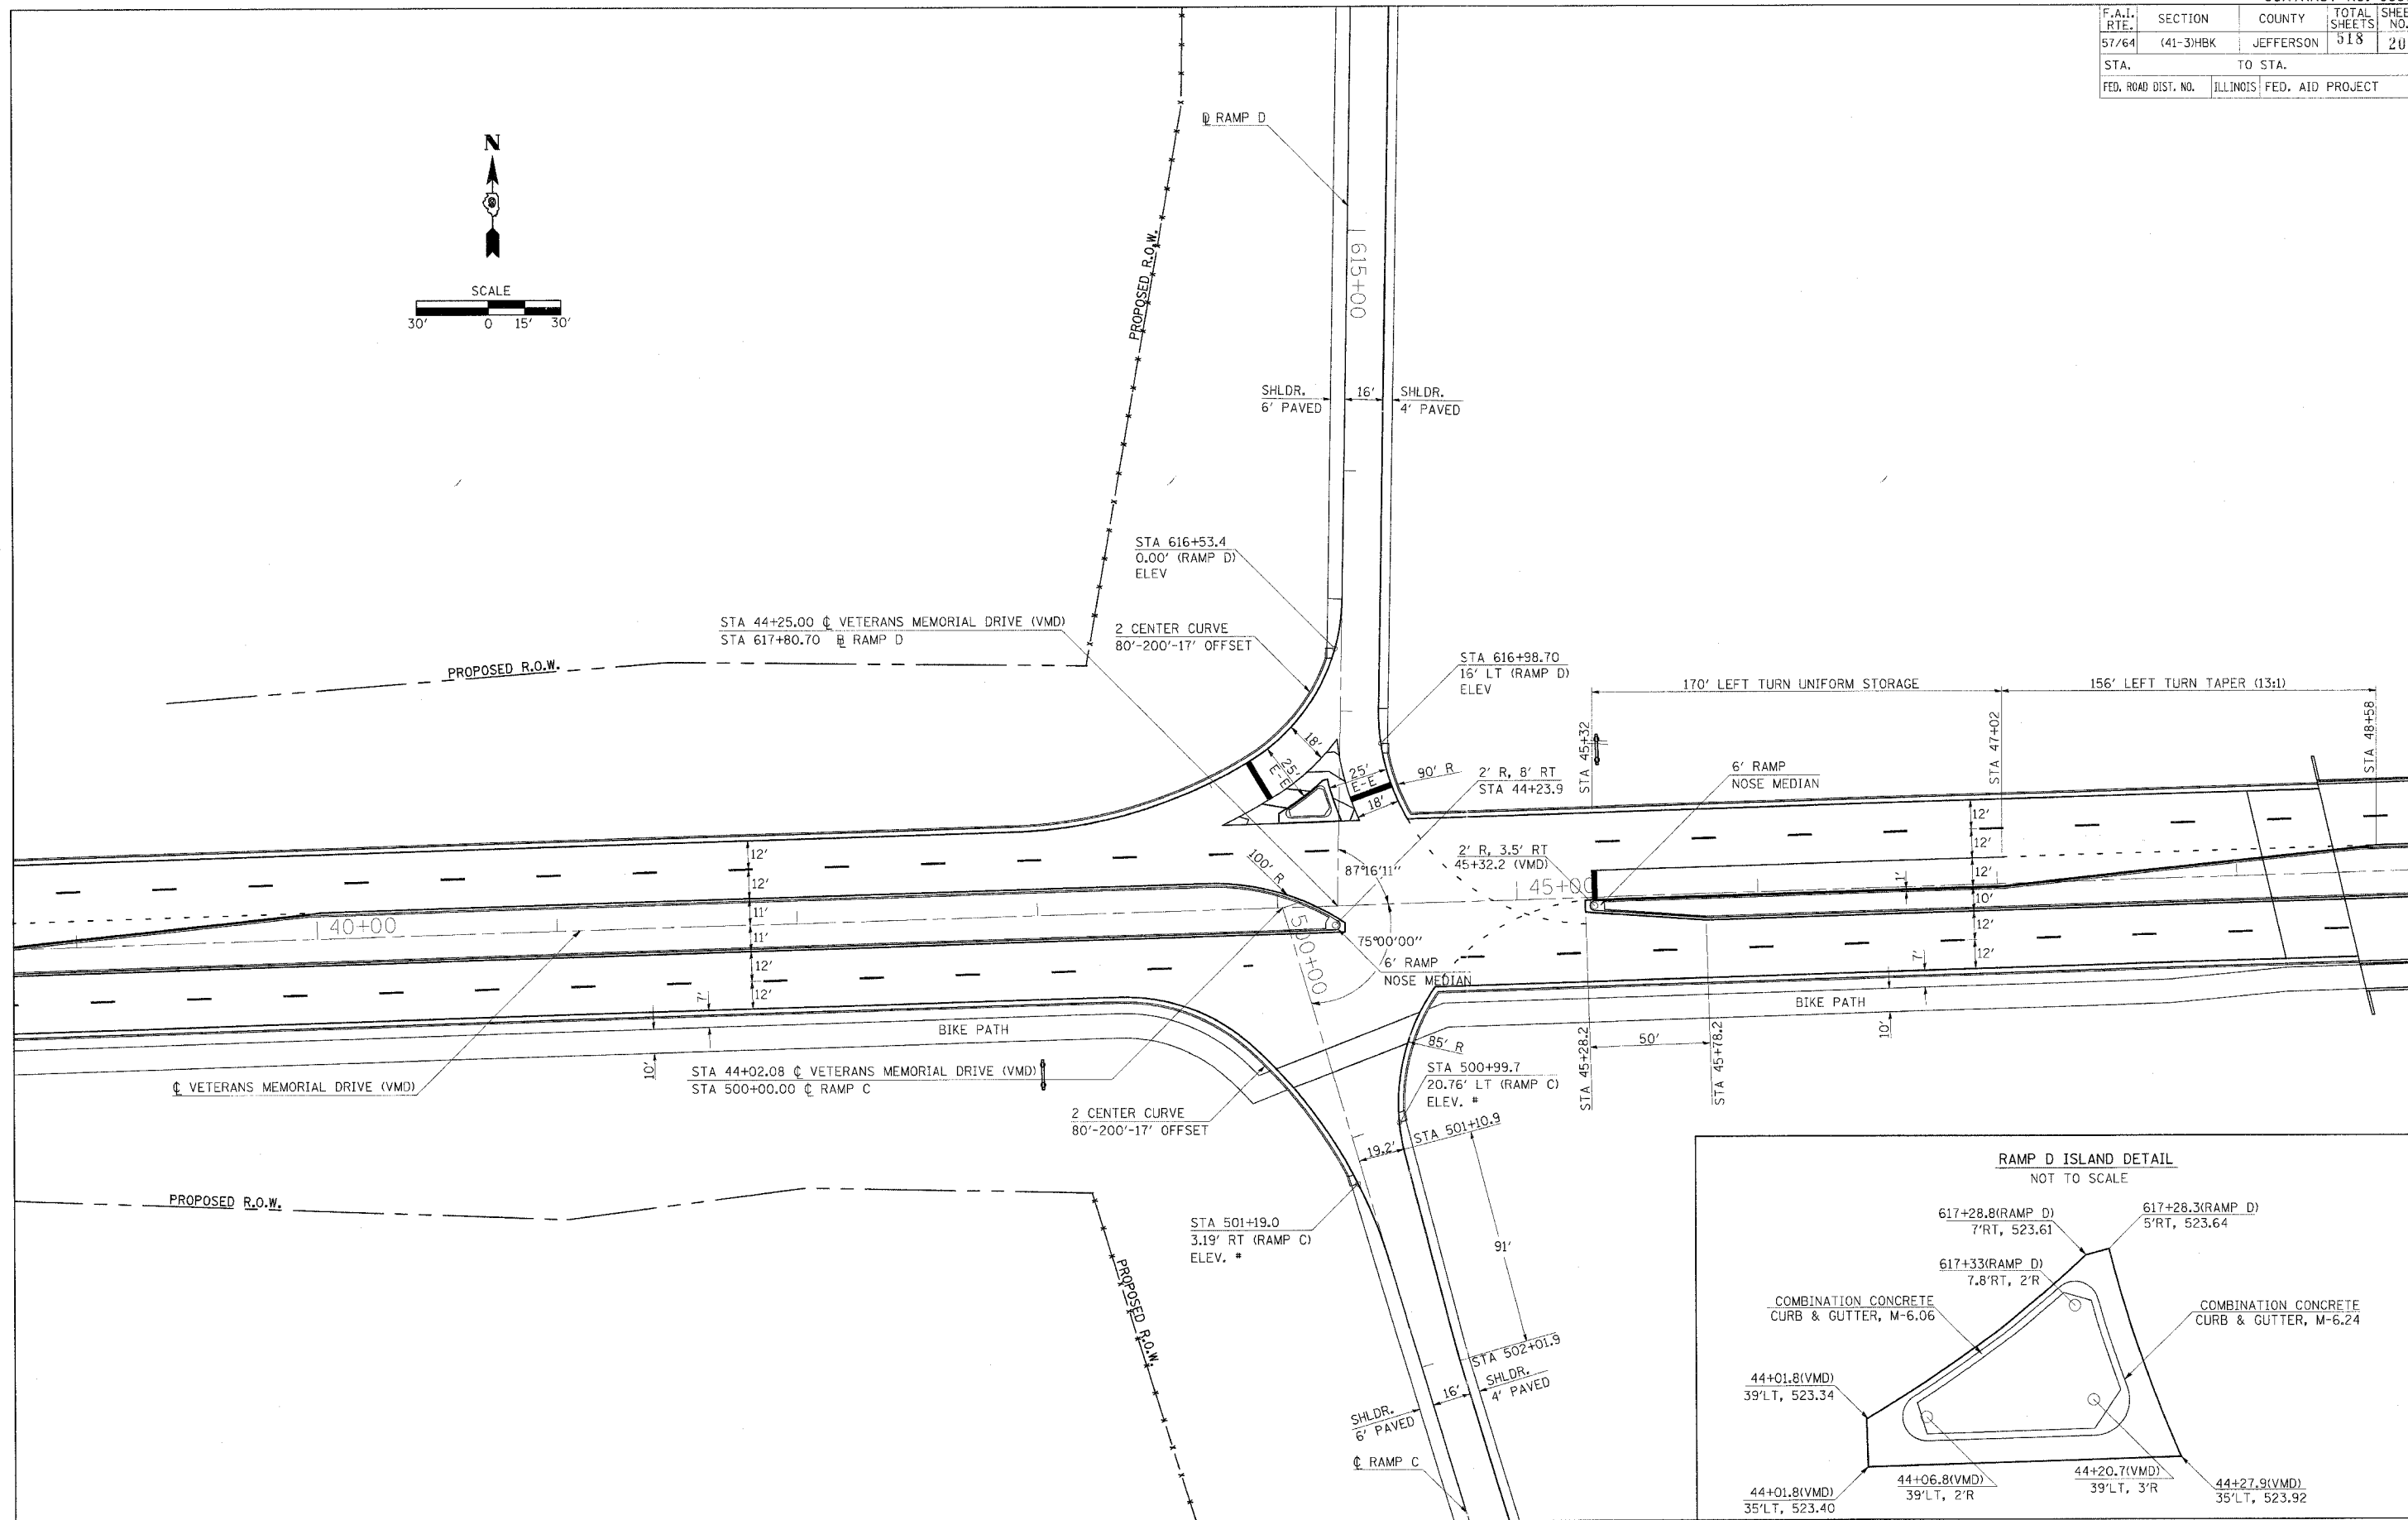 F.A.I. RTE. SECTION COUNTY TOTAL SHEETS
57/64 (41-3)HBK JEFFERSON 518
STA. TO STA.
FED. ROAD DIST. NO. ILLINOIS FED. AID PROJECT
N
SCALE
30' 0 15' 30'
RAMP D
PROPOSED R.O.W.
615+00
SHLDR.
6' PAVED
16'
SHLDR.
4' PAVED
STA 616+53.4
0.00' (RAMP D)
ELEV
STA 44+25.00 ℄ VETERANS MEMORIAL DRIVE (VMD)
STA 617+80.70 RAMP D
2 CENTER CURVE
80'-200'-17' OFFSET
PROPOSED R.O.W.
STA 616+98.70
16' LT (RAMP D)
ELEV
170' LEFT TURN UNIFORM STORAGE
156' LEFT TURN TAPER (13:1)
STA 45+32
STA 47+02
STA 48+58
18'
25'
E-E
25'
E-E
18'
90' R
2' R, 8' RT
STA 44+23.9
6' RAMP
NOSE MEDIAN
12'
12'
12'
10'
12'
12'
1'
2' R, 3.5' RT
45+32.2 (VMD)
45+00
87°16'11"
100' R
12'
12'
11'
11'
12'
12'
40+00
500+00
75°00'00"
6' RAMP
NOSE MEDIAN
7'
BIKE PATH
10'
7'
BIKE PATH
10'
℄ VETERANS MEMORIAL DRIVE (VMD)
STA 44+02.08 ℄ VETERANS MEMORIAL DRIVE (VMD)
STA 500+00.00 ℄ RAMP C
85' R
STA 500+99.7
20.76' LT (RAMP C)
ELEV. *
STA 45+28.2
50'
STA 45+78.2
2 CENTER CURVE
80'-200'-17' OFFSET
STA 501+10.9
19.2'
PROPOSED R.O.W.
STA 501+19.0
3.19' RT (RAMP C)
ELEV. *
91'
PROPOSED R.O.W.
STA 502+01.9
SHLDR.
6' PAVED
16'
SHLDR.
4' PAVED
℄ RAMP C
RAMP D ISLAND DETAIL
NOT TO SCALE
617+28.8(RAMP D)
7'RT, 523.61
617+28.3(RAMP D)
5'RT, 523.64
617+33(RAMP D)
7.8'RT, 2'R
COMBINATION CONCRETE
CURB & GUTTER, M-6.06
COMBINATION CONCRETE
CURB & GUTTER, M-6.24
44+01.8(VMD)
39'LT, 523.34
44+01.8(VMD)
35'LT, 523.40
44+06.8(VMD)
39'LT, 2'R
44+20.7(VMD)
39'LT, 3'R
44+27.9(VMD)
35'LT, 523.92